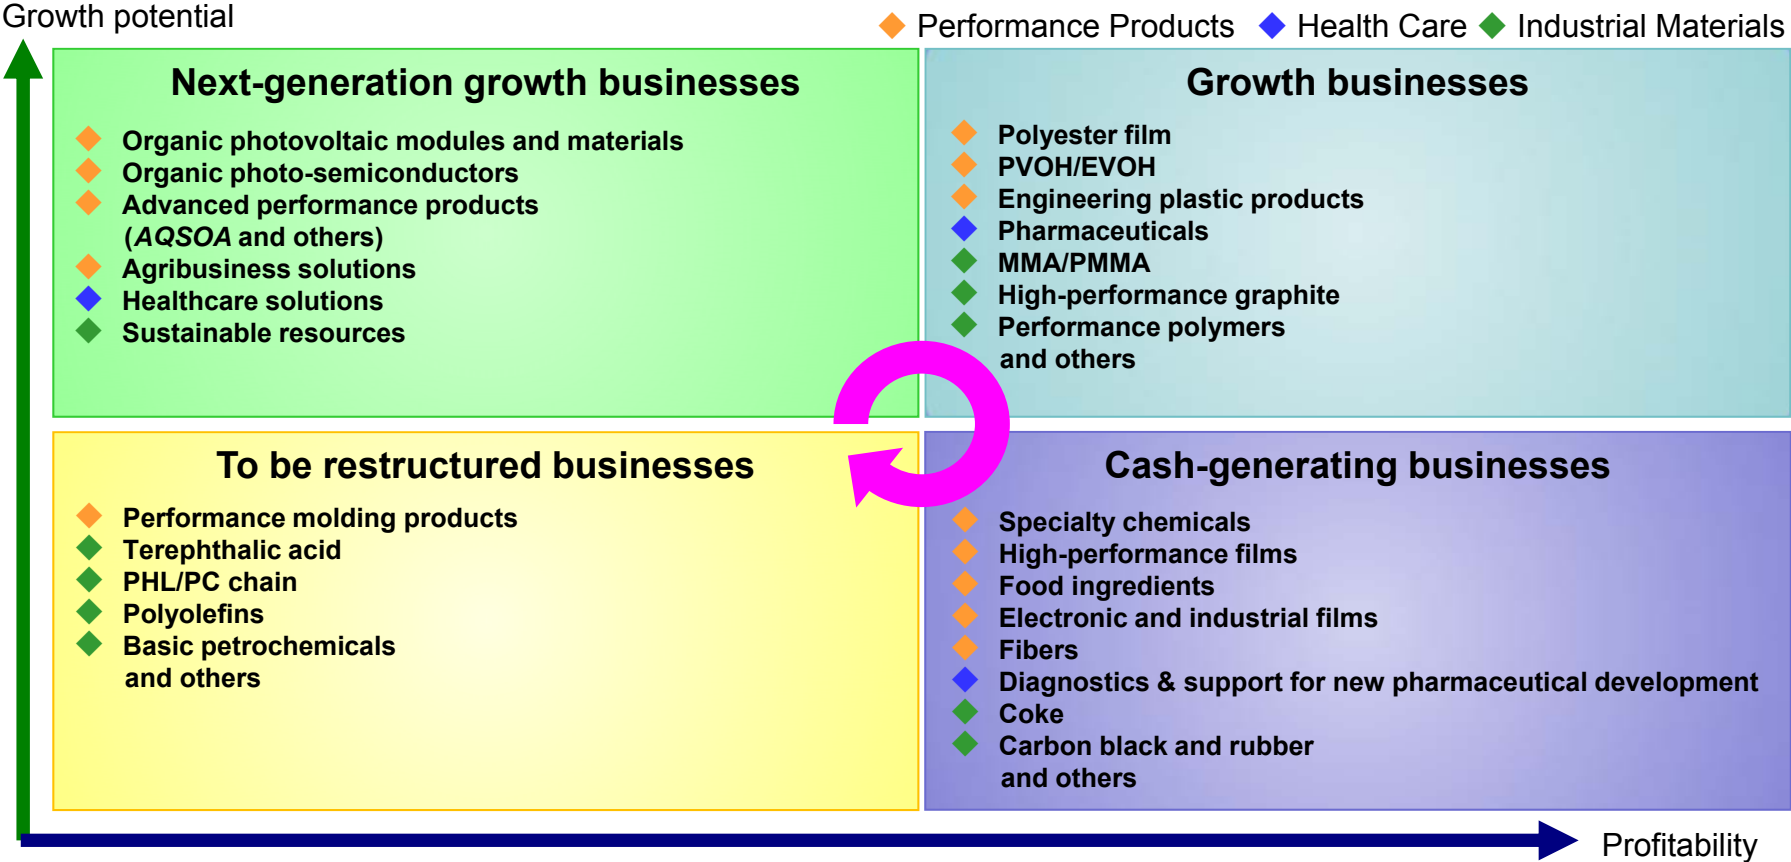 Growth potential
Performance Products Health Care Industrial Materials
Next-generation growth businesses
Organic photovoltaic modules and materials
Organic photo-semiconductors
Advanced performance products
(AQSOA and others)
Agribusiness solutions
Healthcare solutions
Sustainable resources
Growth businesses
Polyester film
PVOH/EVOH
Engineering plastic products
Pharmaceuticals
MMA/PMMA
High-performance graphite
Performance polymers
and others
To be restructured businesses
Performance molding products
Terephthalic acid
PHL/PC chain
Polyolefins
Basic petrochemicals
and others
Cash-generating businesses
Specialty chemicals
High-performance films
Food ingredients
Electronic and industrial films
Fibers
Diagnostics & support for new pharmaceutical development
Coke
Carbon black and rubber
and others
Profitability